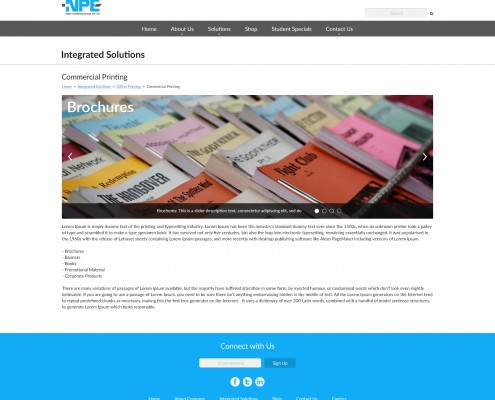 NPE
Search
Home About Us Solutions Shop Student Specials Contact Us
Integrated Solutions
Commercial Printing
Home > Integrated Solutions > Offset Printing > Commercial Printing
Brochures
THE GODFATHER
THE GODFATHER
THE HANGOVER
Fight Club
Redemption
Brochures: This is a slider description text, consectetur adipiscing elit, and do
Lorem Ipsum is simply dummy text of the printing and typesetting industry. Lorem Ipsum has been the industry's standard dummy text ever since the 1500s, when an unknown printer took a galley
of type and scrambled it to make a type specimen book. It has survived not only five centuries, but also the leap into electronic typesetting, remaining essentially unchanged. It was popularised in
the 1960s with the release of Letraset sheets containing Lorem Ipsum passages, and more recently with desktop publishing software like Aldus PageMaker including versions of Lorem Ipsum.
- Brochures
- Banners
- Books
- Promotional Material
- Corporate Products
There are many variations of passages of Lorem Ipsum available, but the majority have suffered alteration in some form, by injected humour, or randomised words which don't look even slightly
believable. If you are going to use a passage of Lorem Ipsum, you need to be sure there isn't anything embarrassing hidden in the middle of text. All the Lorem Ipsum generators on the Internet tend
to repeat predefined chunks as necessary, making this the first true generator on the Internet. . It uses a dictionary of over 200 Latin words, combined with a handful of model sentence structures,
to generate Lorem Ipsum which looks reasonable.
Connect with Us
Sign Up
Home About Company Integrated Solutions Shop Contact Us Careers